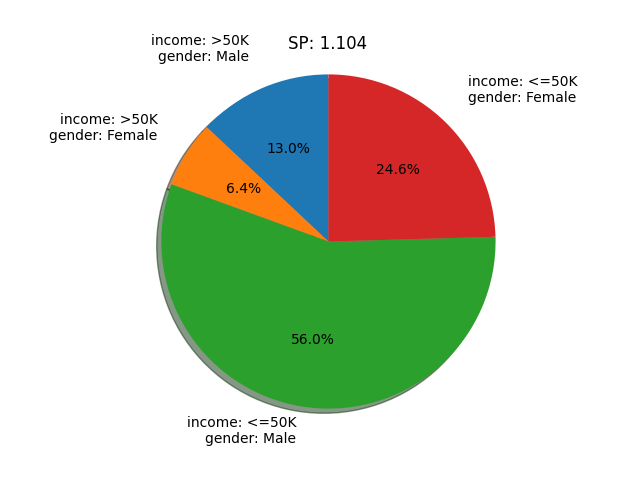 SP: 1.104
income: >50K
gender: Male
income: >50K
gender: Female
income: <=50K
gender: Female
13.0%
6.4%
24.6%
56.0%
income: <=50K
gender: Male